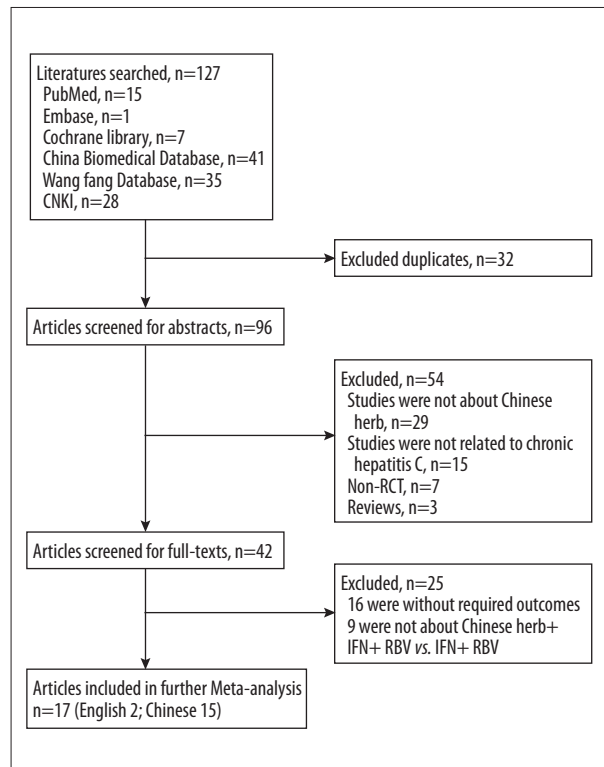 Literatures searched, n=127
PubMed, n=15
Embase, n=1
Cochrane library, n=7
China Biomedical Database, n=41
Wang fang Database, n=35
CNKI, n=28
Excluded duplicates, n=32
Articles screened for abstracts, n=96
Excluded, n=54
Studies were not about Chinese
herb, n=29
Studies were not related to chronic
hepatitis C, n=15
Non-RCT, n=7
Reviews, n=3
Articles screened for full-texts, n=42
Excluded, n=25
16 were without required outcomes
9 were not about Chinese herb+
IFN+ RBV vs. IFN+ RBV
Articles included in further Meta-analysis
n=17 (English 2; Chinese 15)